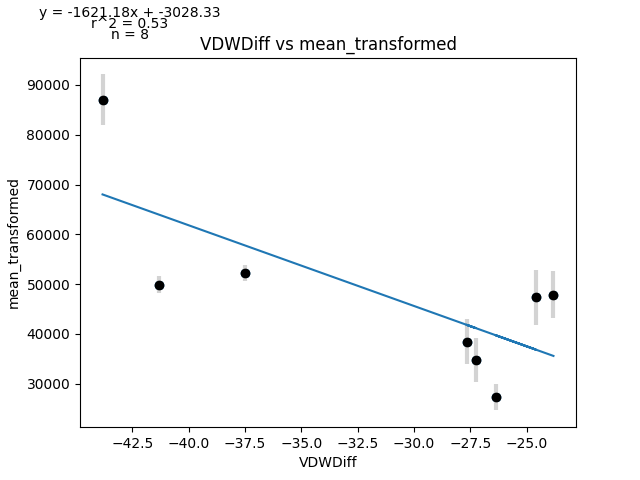 y = -1621.18x + -3028.33
r^2 = 0.53
n = 8
VDWDiff vs mean_transformed
90000
80000
70000
60000
50000
40000
30000
mean_transformed
−42.5 −40.0 −37.5 −35.0 −32.5 −30.0 −27.5 −25.0
VDWDiff